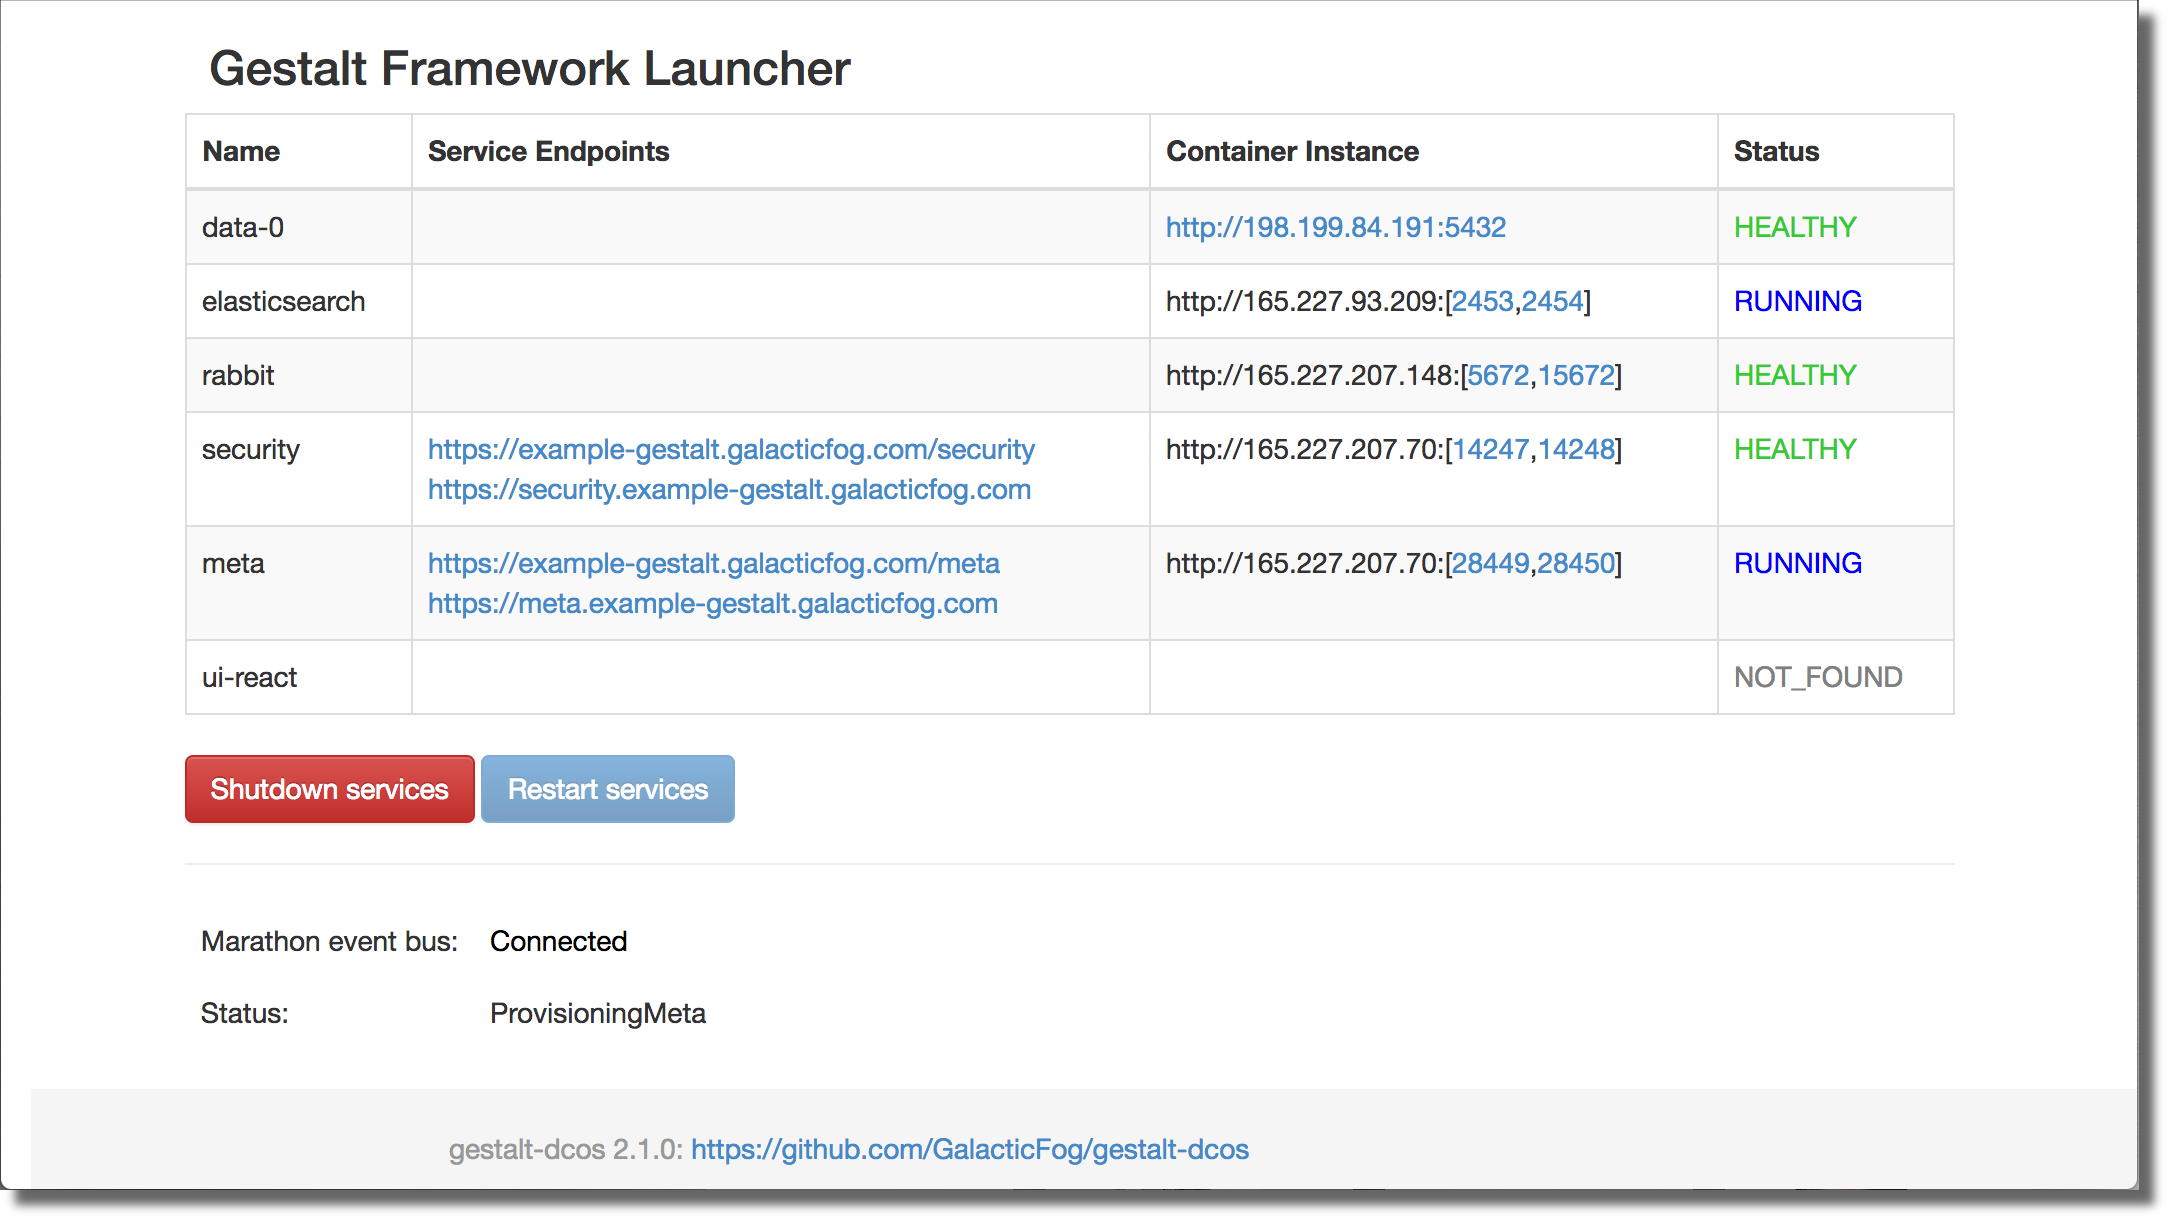 Gestalt Framework Launcher
Name Service Endpoints Container Instance Status
data-0 http://198.199.84.191:5432 HEALTHY
elasticsearch http://165.227.93.209:[2453,2454] RUNNING
rabbit http://165.227.207.148:[5672,15672] HEALTHY
security https://example-gestalt.galacticfog.com/security http://165.227.207.70:[14247,14248] HEALTHY
https://security.example-gestalt.galacticfog.com
meta https://example-gestalt.galacticfog.com/meta http://165.227.207.70:[28449,28450] RUNNING
https://meta.example-gestalt.galacticfog.com
ui-react NOT_FOUND
Shutdown services Restart services
Marathon event bus: Connected
Status: ProvisioningMeta
gestalt-dcos 2.1.0: https://github.com/GalacticFog/gestalt-dcos